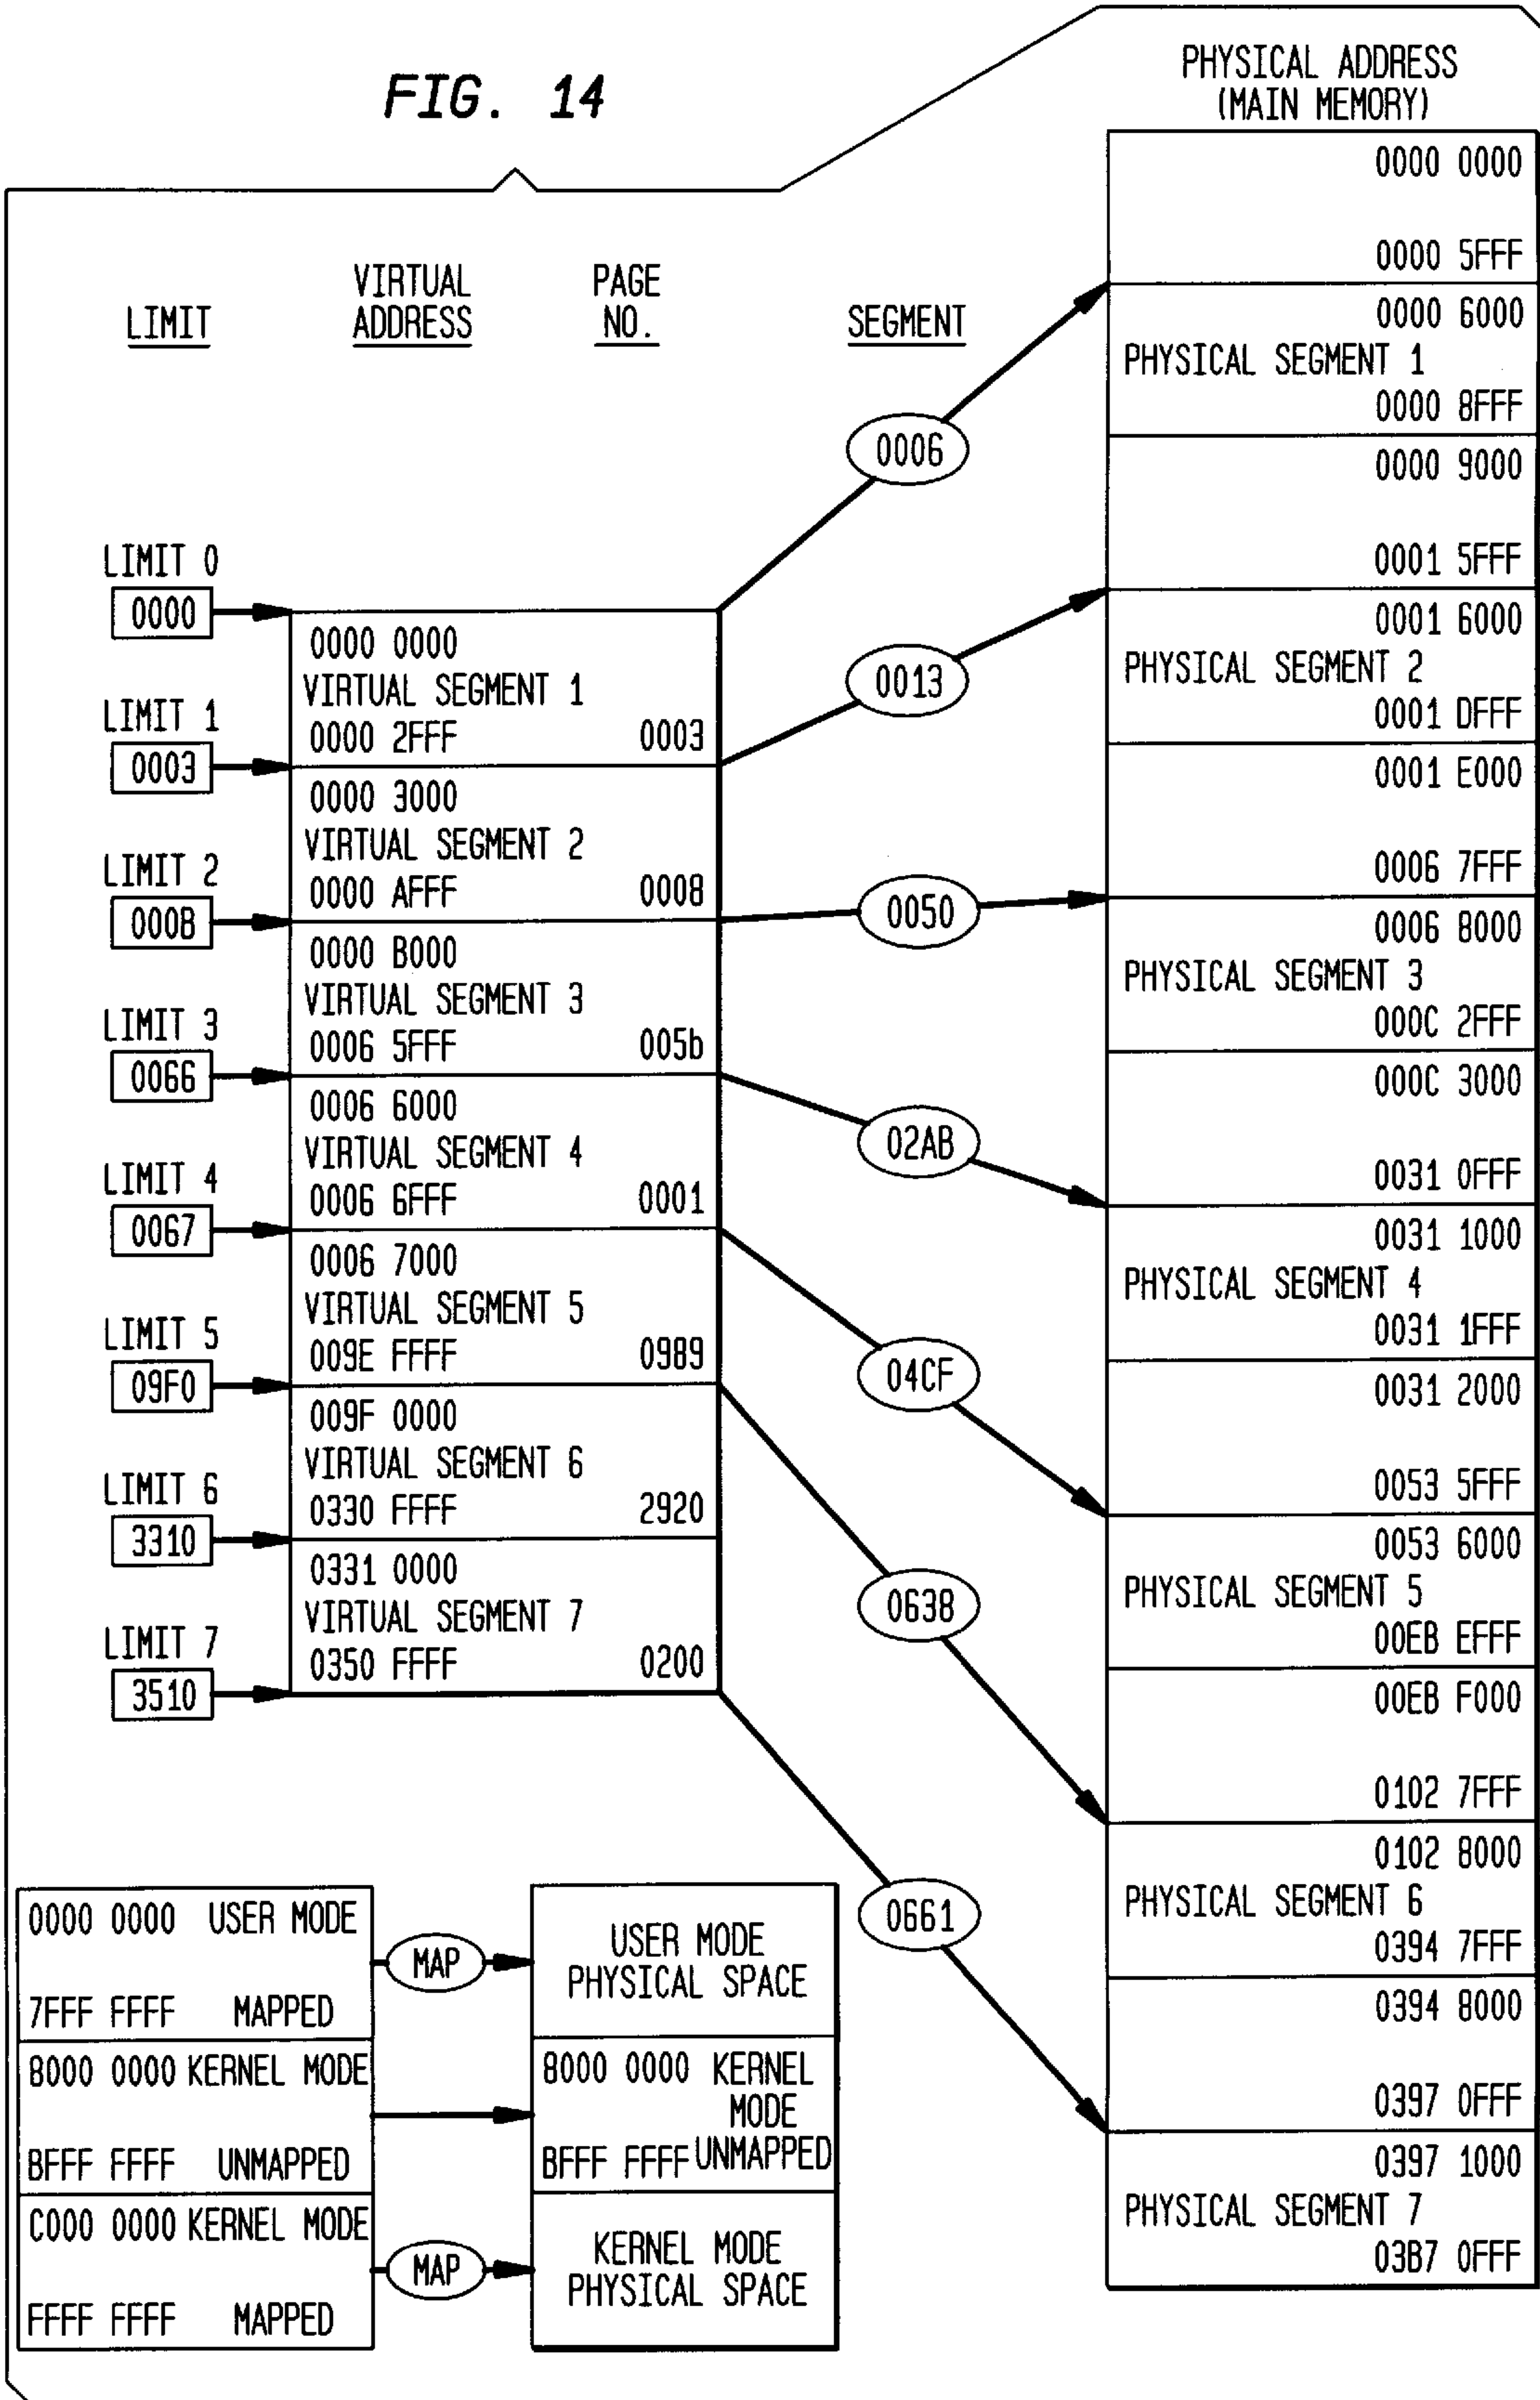 FIG. 14
PHYSICAL ADDRESS
(MAIN MEMORY)
LIMIT
VIRTUAL
ADDRESS
PAGE
NO.
SEGMENT
LIMIT 0
0000
LIMIT 1
0003
LIMIT 2
000B
LIMIT 3
0066
LIMIT 4
0067
LIMIT 5
09F0
LIMIT 6
3310
LIMIT 7
3510
0000 0000
VIRTUAL SEGMENT 1
0000 2FFF 0003
0000 3000
VIRTUAL SEGMENT 2
0000 AFFF 0008
0000 B000
VIRTUAL SEGMENT 3
0006 5FFF 005b
0006 6000
VIRTUAL SEGMENT 4
0006 6FFF 0001
0006 7000
VIRTUAL SEGMENT 5
009E FFFF 0989
009F 0000
VIRTUAL SEGMENT 6
0330 FFFF 2920
0331 0000
VIRTUAL SEGMENT 7
0350 FFFF 0200
0006
0013
0050
02AB
04CF
0638
0661
0000 0000
0000 5FFF
0000 6000
PHYSICAL SEGMENT 1
0000 8FFF
0000 9000
0001 5FFF
0001 6000
PHYSICAL SEGMENT 2
0001 DFFF
0001 E000
0006 7FFF
0006 8000
PHYSICAL SEGMENT 3
000C 2FFF
000C 3000
0031 0FFF
0031 1000
PHYSICAL SEGMENT 4
0031 1FFF
0031 2000
0053 5FFF
0053 6000
PHYSICAL SEGMENT 5
00EB EFFF
00EB F000
0102 7FFF
0102 8000
PHYSICAL SEGMENT 6
0394 7FFF
0394 8000
0397 0FFF
0397 1000
PHYSICAL SEGMENT 7
03B7 0FFF
0000 0000 USER MODE
7FFF FFFF MAPPED
8000 0000 KERNEL MODE
BFFF FFFF UNMAPPED
C000 0000 KERNEL MODE
FFFF FFFF MAPPED
MAP
MAP
USER MODE
PHYSICAL SPACE
8000 0000 KERNEL
MODE
BFFF FFFF UNMAPPED
KERNEL MODE
PHYSICAL SPACE